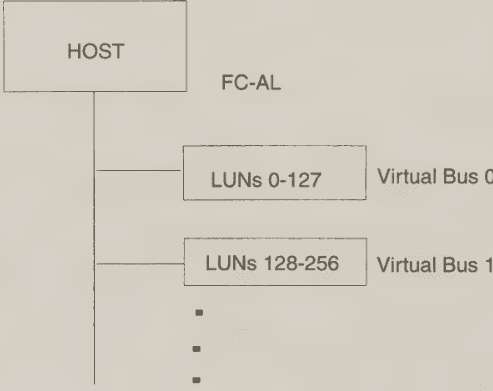 HOST
FC-AL
LUNs 0-127
Virtual Bus 0
LUNs 128-256
Virtual Bus 1